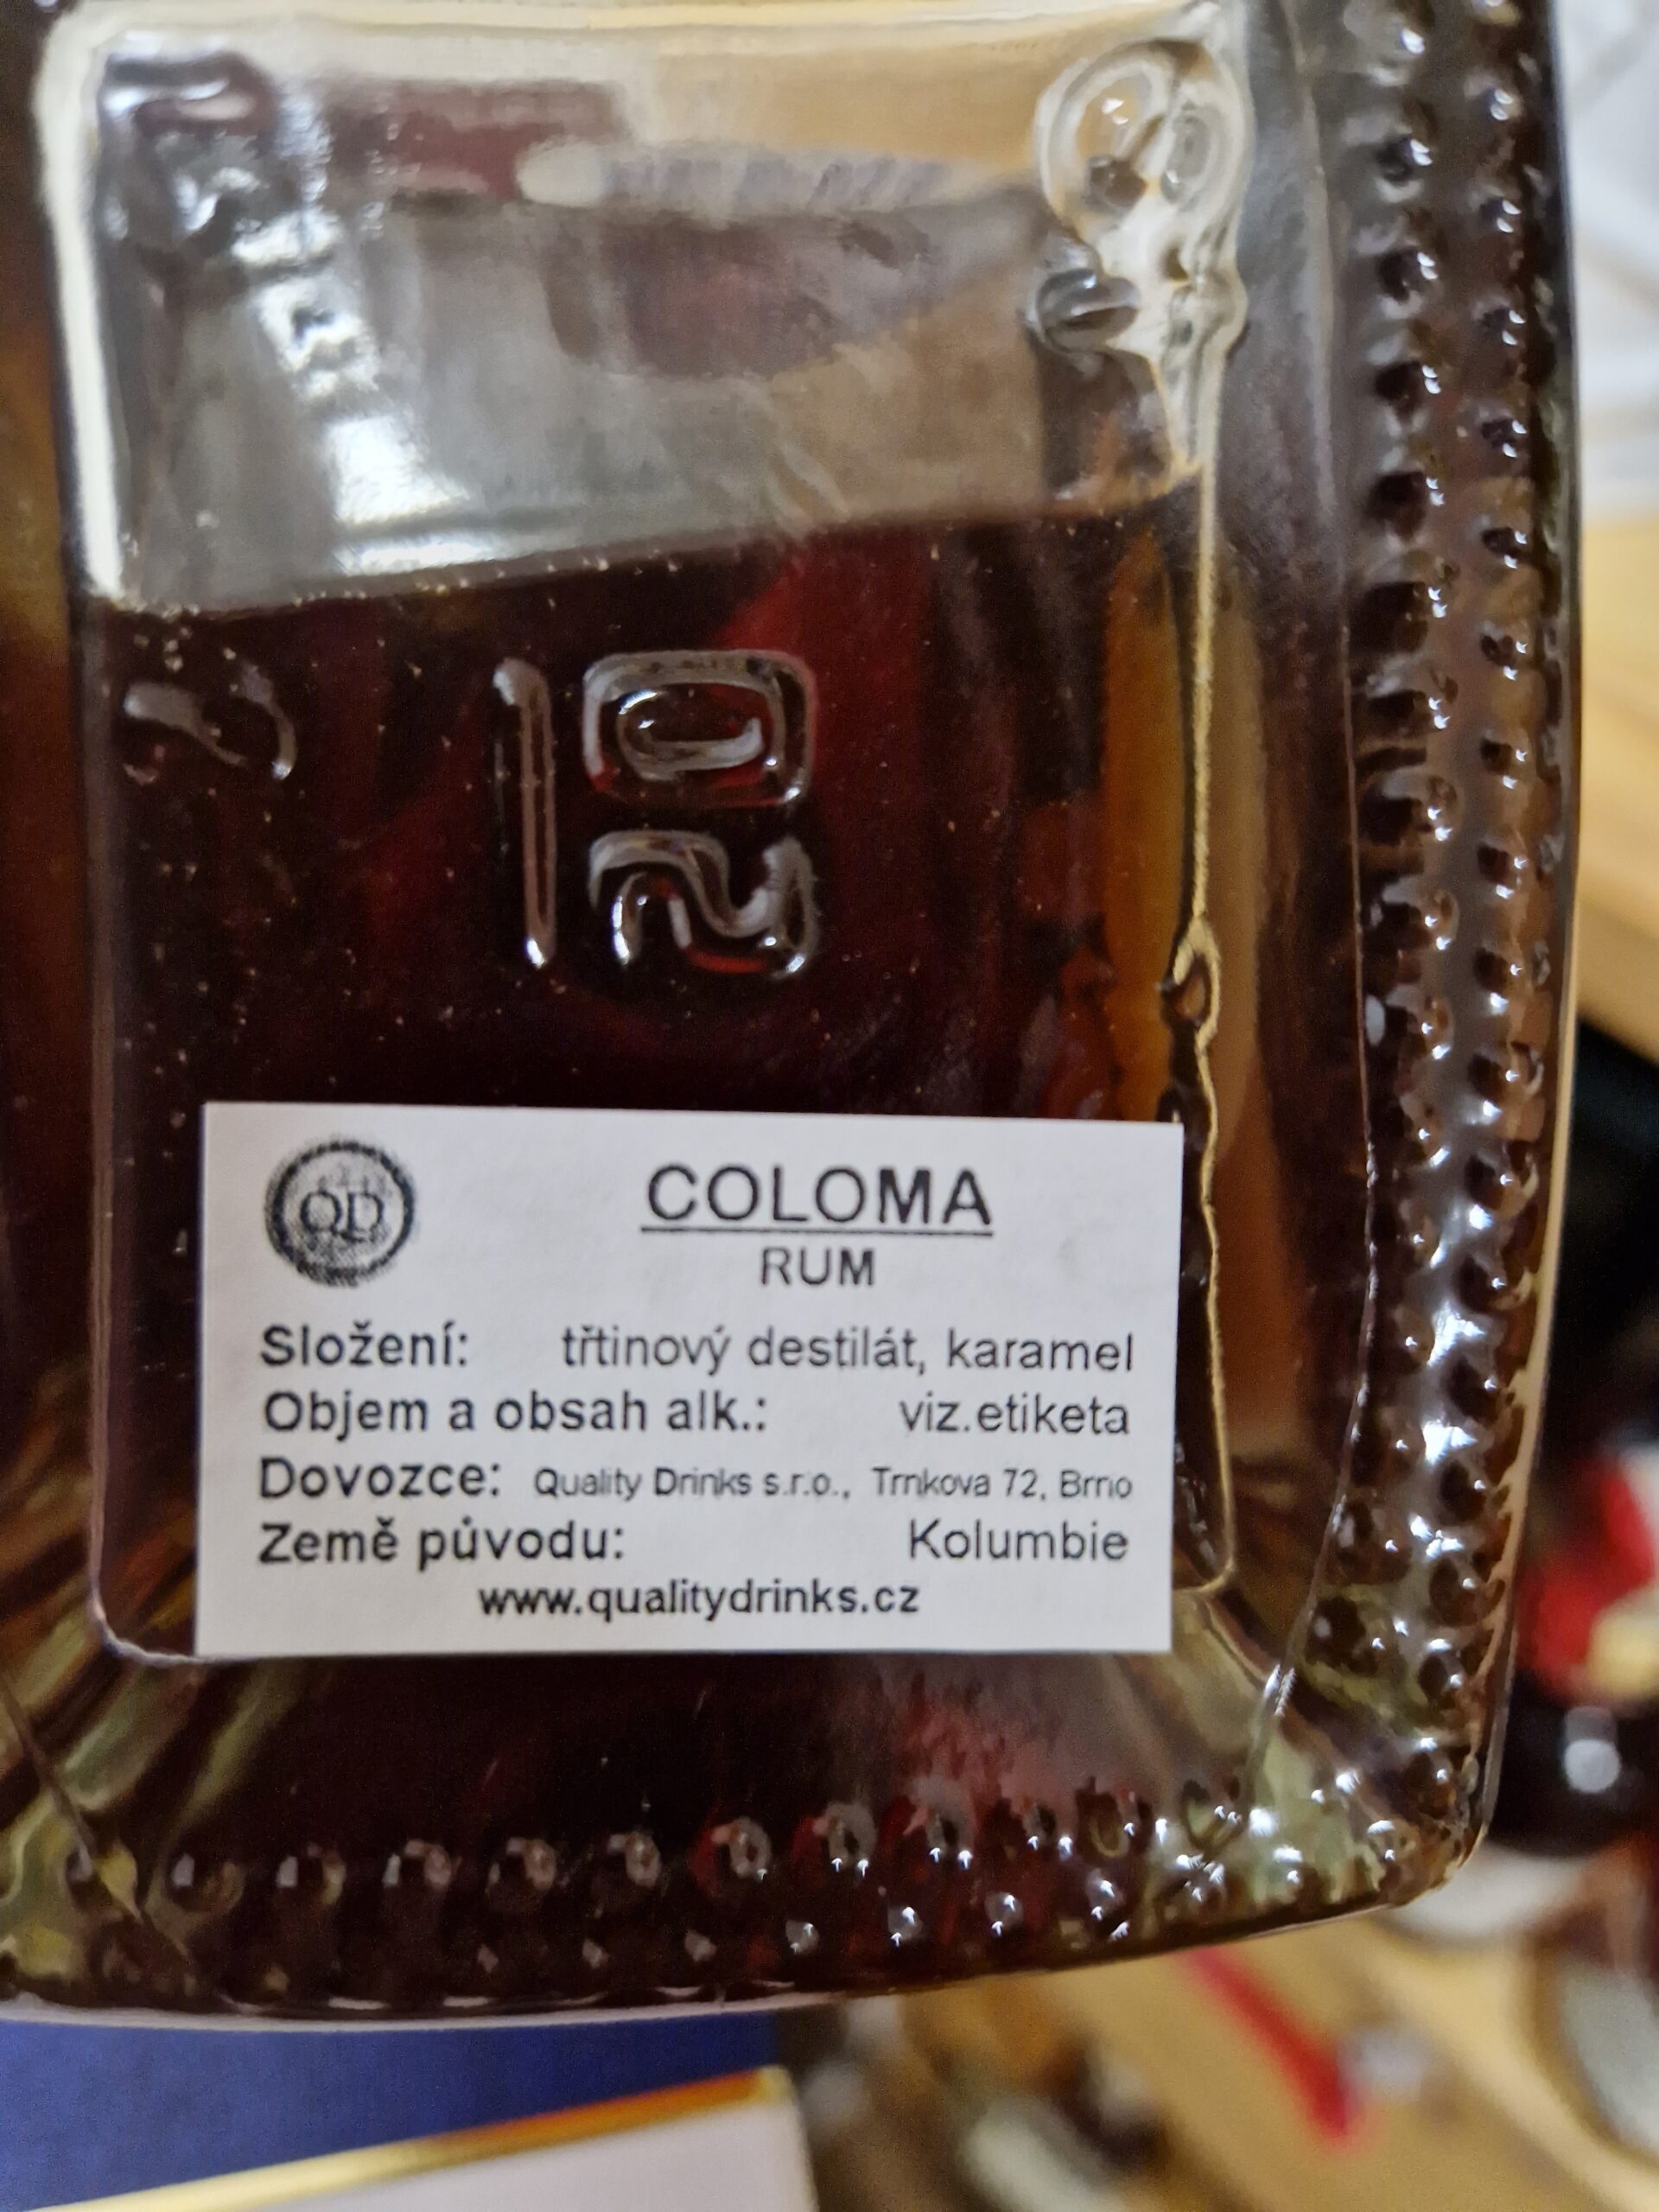 QD
COLOMA
RUM
Složení: třtinový destilát, karamel
Objem a obsah alk.: viz.etiketa
Dovozce: Quality Drinks s.r.o., Trnkova 72, Brno
Země původu: Kolumbie
www.qualitydrinks.cz